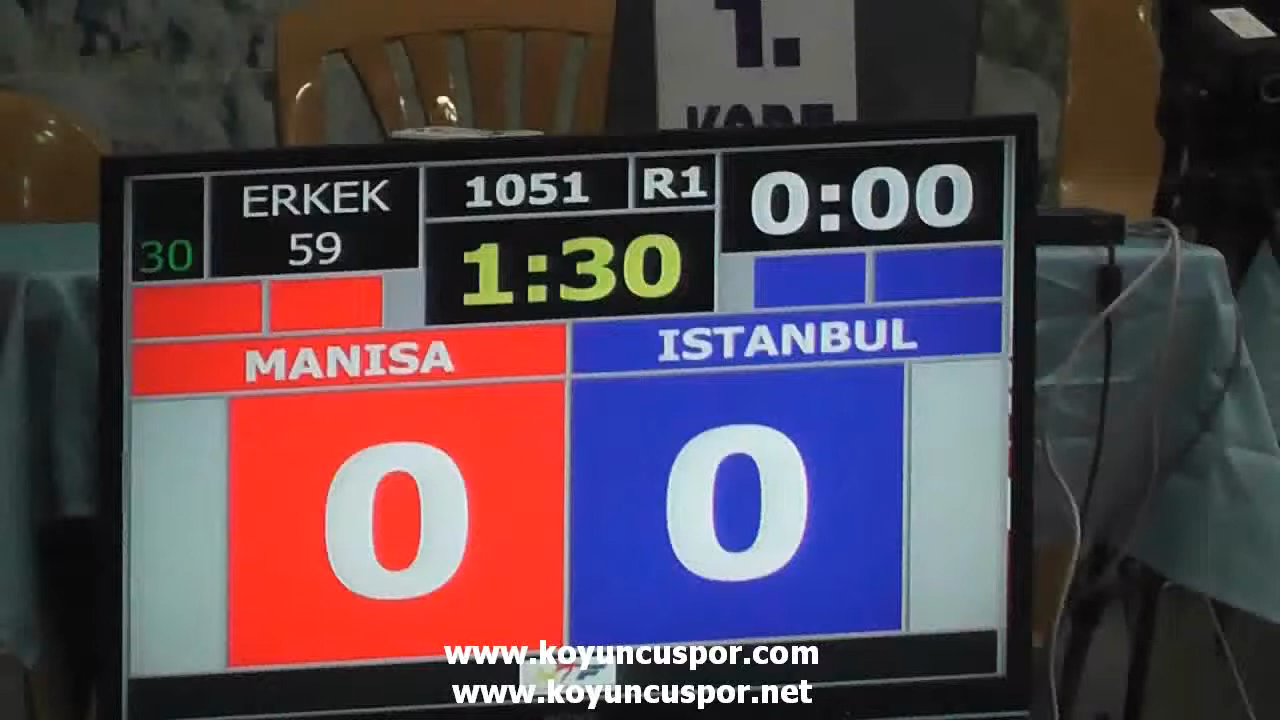 1.
KORT
ERKEK
59
30
1051
R1
1:30
0:00
MANISA
ISTANBUL
0
0
www.koyuncuspor.com
www.koyuncuspor.net